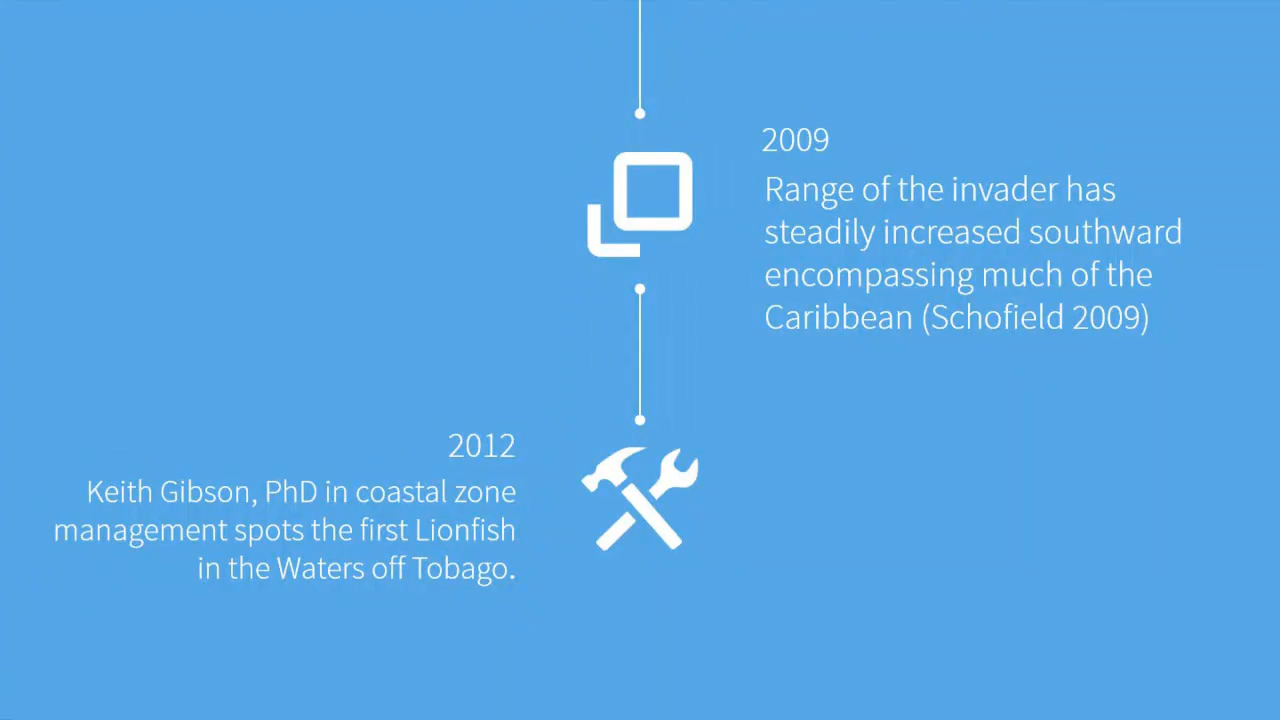 2009
Range of the invader has
steadily increased southward
encompassing much of the
Caribbean (Schofield 2009)
2012
Keith Gibson, PhD in coastal zone
management spots the first Lionfish
in the Waters off Tobago.